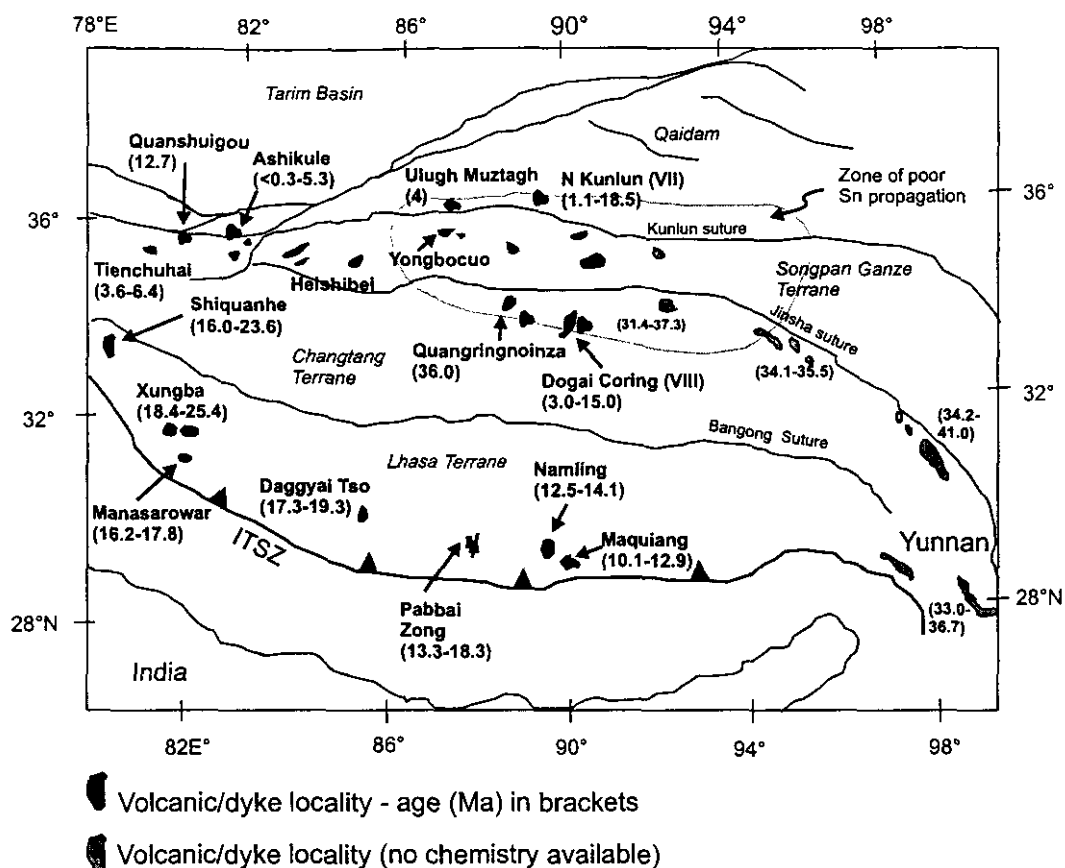 78°E
82°
86°
90°
94°
98°
Tarim Basin
Qaidam
Quanshuigou
(12.7)
Ashikule
(<0.3-5.3)
Ulugh Muztagh
(4)
N Kunlun (VII)
(1.1-18.5)
Zone of poor
Sn propagation
36°
36°
Kunlun suture
Yongbocuo
Tienchuhai
(3.6-6.4)
Heishibei
Songpan Ganze
Terrane
Shiquanhe
(16.0-23.6)
(31.4-37.3)
Jinsha suture
Changtang
Terrane
Quangringnoinza
(36.0)
Dogai Coring (VIII)
(3.0-15.0)
(34.1-35.5)
32°
32°
Xungba
(18.4-25.4)
(34.2-
41.0)
Bangong Suture
Lhasa Terrane
Namling
(12.5-14.1)
Daggyai Tso
(17.3-19.3)
Manasarowar
(16.2-17.8)
ITSZ
Maquiang
(10.1-12.9)
Yunnan
Pabbai
Zong
(13.3-18.3)
28°N
28°N
(33.0-
36.7)
India
82E°
86°
90°
94°
98°
Volcanic/dyke locality - age (Ma) in brackets
Volcanic/dyke locality (no chemistry available)